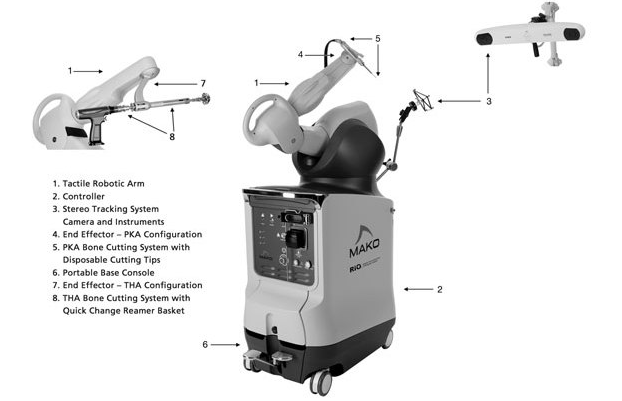 1
4
5
1
7
8
3
1. Tactile Robotic Arm
2. Controller
3. Stereo Tracking System
Camera and Instruments
4. End Effector – PKA Configuration
5. PKA Bone Cutting System with
Disposable Cutting Tips
6. Portable Base Console
7. End Effector – THA Configuration
8. THA Bone Cutting System with
Quick Change Reamer Basket
MAKO
RIO
2
6